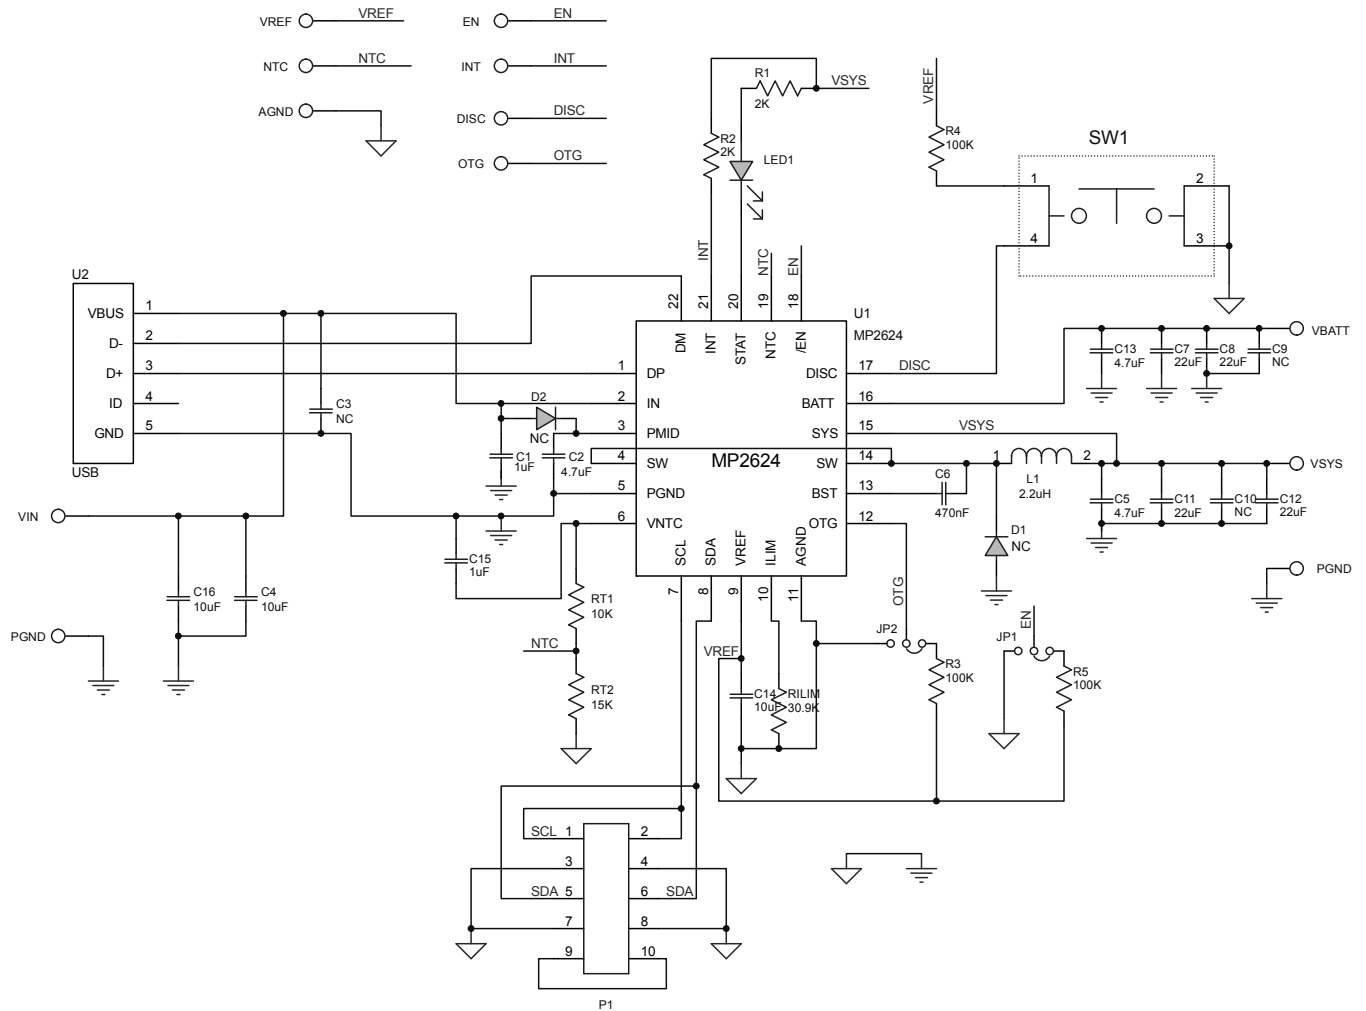 VREF VREF
NTC NTC
AGND
EN EN
INT INT
DISC DISC
OTG OTG
R1
2K
VSYS
R2
2K
LED1
INT
NTC
EN
VREF
R4
100K
SW1
1
2
4
3
U2
VBUS 1
D- 2
D+ 3
ID 4
GND 5
USB
C3
NC
VIN
PGND
C16
10uF
C4
10uF
U1
MP2624
22
21
20
19
18
DM
INT
STAT
NTC
/EN
1 DP
2 IN
3 PMID
4 SW
5 PGND
6 VNTC
MP2624
DISC 17 DISC
BATT 16
SYS 15 VSYS
SW 14
BST 13
OTG 12
SCL
SDA
VREF
ILIM
AGND
7
8
9
10
11
D2
NC
C1
1uF
C2
4.7uF
C15
1uF
RT1
10K
NTC
RT2
15K
C13
4.7uF
C7
22uF
C8
22uF
C9
NC
VBATT
C6
470nF
1
2
L1
2.2uH
D1
NC
C5
4.7uF
C11
22uF
C10
NC
C12
22uF
VSYS
PGND
OTG
JP2
R3
100K
EN
JP1
R5
100K
VREF
C14
10uF
RILIM
30.9K
SCL 1
2
3
4
SDA 5
6 SDA
7
8
9
10
P1